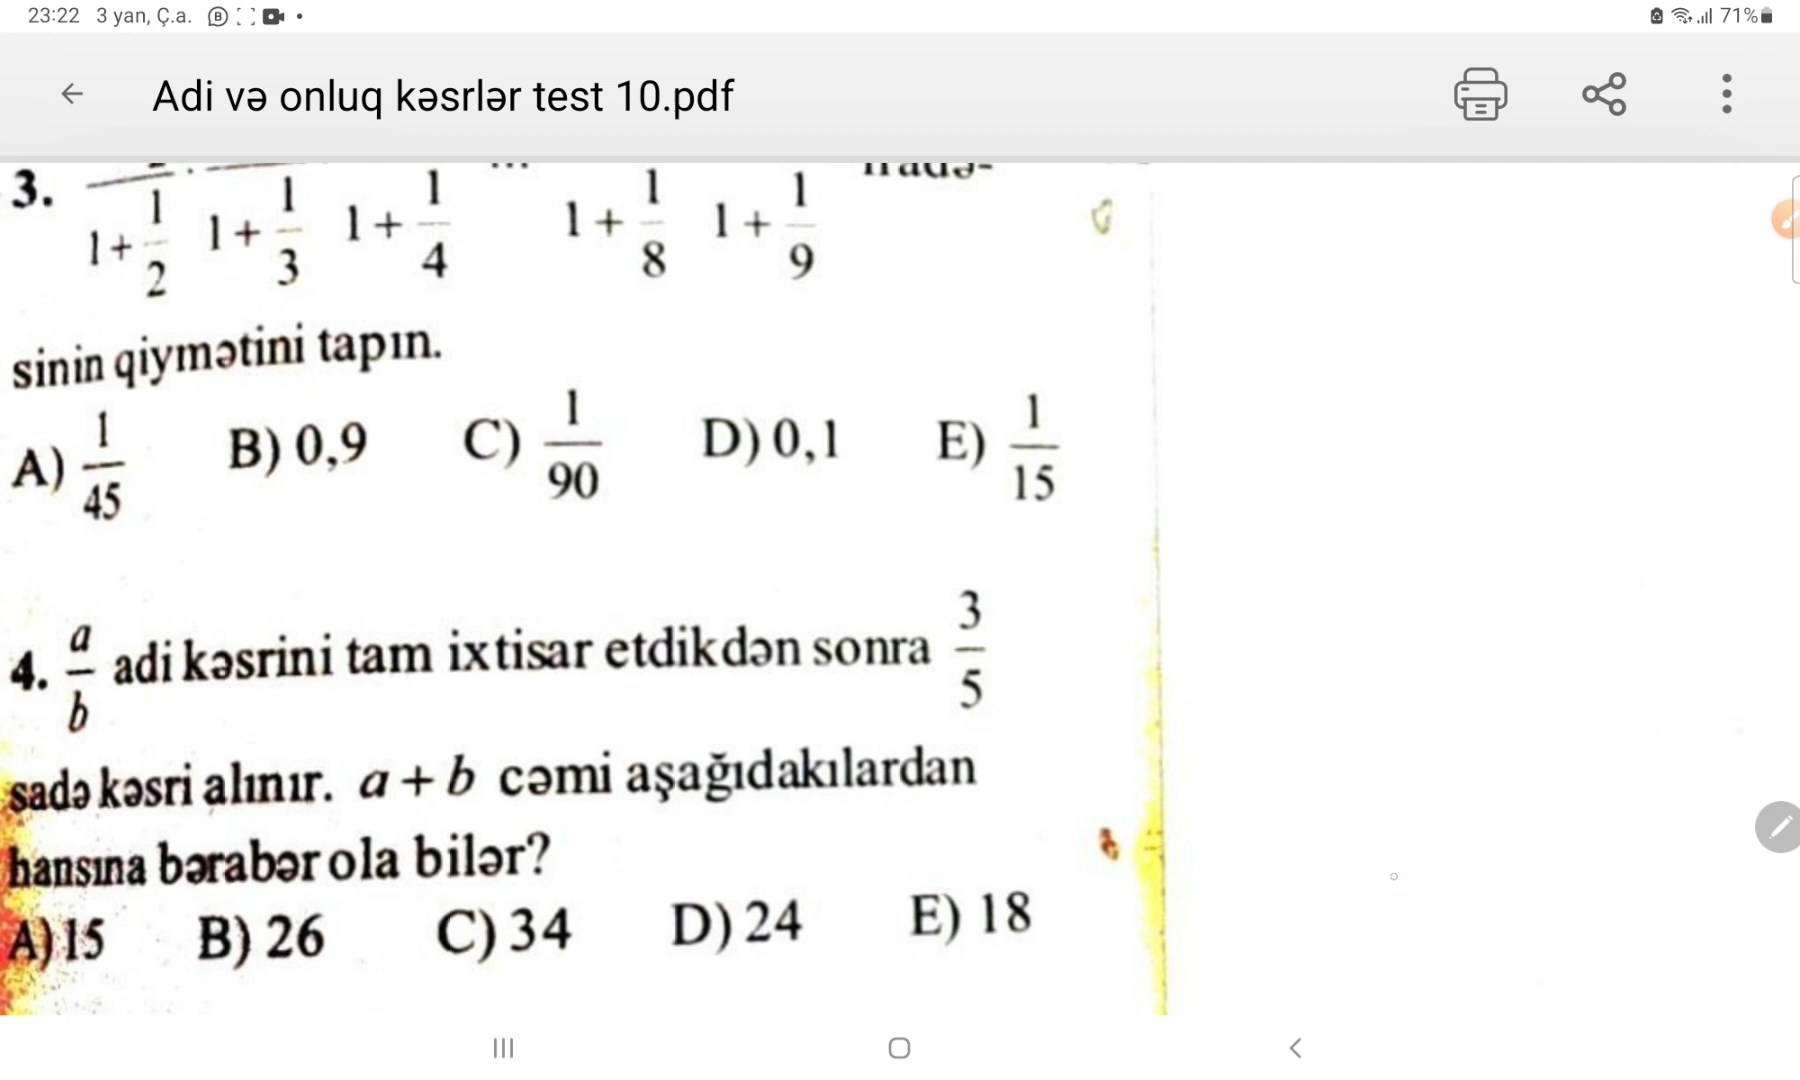 23:22 3 yan, Ç.a. 71%
Adi və onluq kəsrlər test 10.pdf
3. 1+1/2 1+1/3 1+1/4 ... 1+1/8 1+1/9
sinin qiymətini tapın.
A) 1/45 B) 0,9 C) 1/90 D) 0,1 E) 1/15
4. a/b adi kəsrini tam ixtisar etdikdən sonra 3/5
sadə kəsri alınır. a+b cəmi aşağıdakılardan
hansına bərabər ola bilər?
A) 15 B) 26 C) 34 D) 24 E) 18